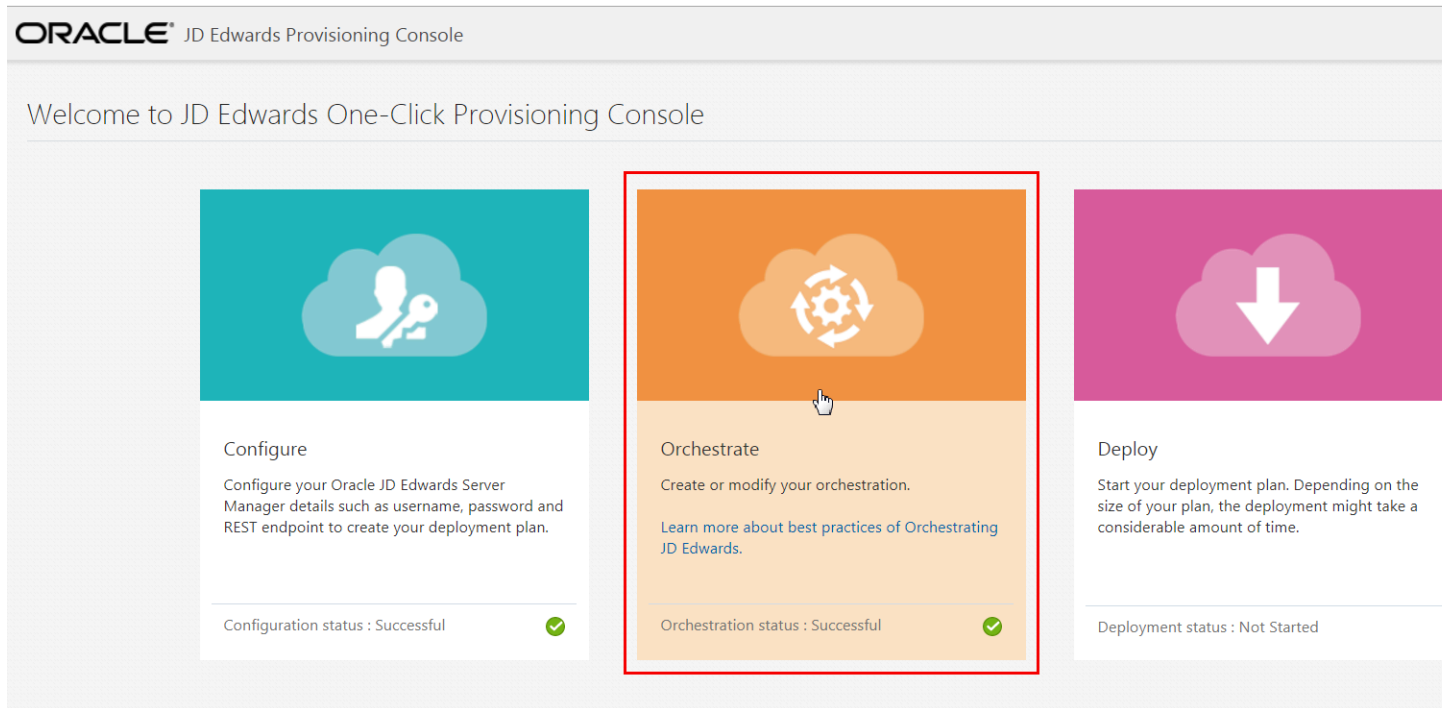 ORACLE® JD Edwards Provisioning Console
Welcome to JD Edwards One-Click Provisioning Console
Configure
Configure your Oracle JD Edwards Server
Manager details such as username, password and
REST endpoint to create your deployment plan.
Configuration status : Successful
Orchestrate
Create or modify your orchestration.
Learn more about best practices of Orchestrating
JD Edwards.
Orchestration status : Successful
Deploy
Start your deployment plan. Depending on the
size of your plan, the deployment might take a
considerable amount of time.
Deployment status : Not Started